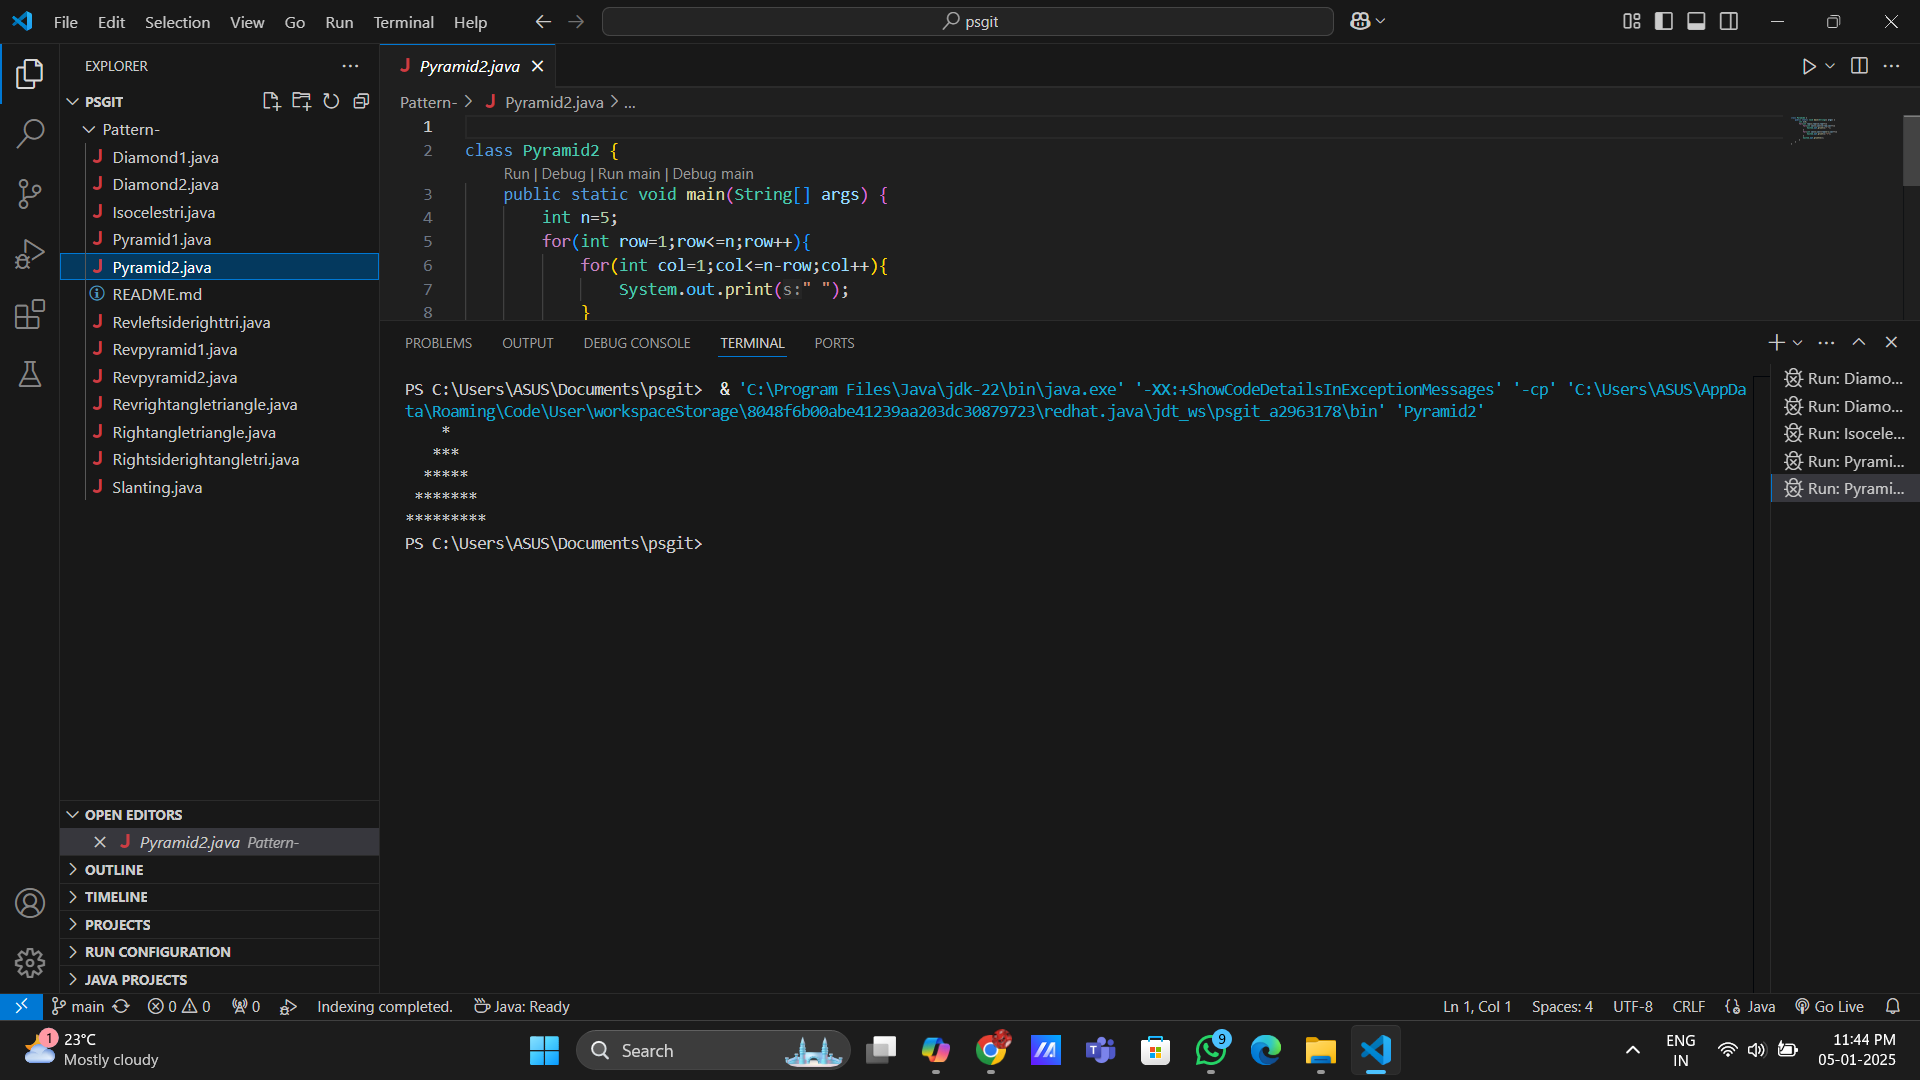 File Edit Selection View Go Run Terminal Help
psgit
EXPLORER
PSGIT
Pattern-
Diamond1.java
Diamond2.java
Isocelestri.java
Pyramid1.java
Pyramid2.java
README.md
Revleftsiderighttri.java
Revpyramid1.java
Revpyramid2.java
Revrightangletriangle.java
Rightangletriangle.java
Rightsiderightangletri.java
Slanting.java
OPEN EDITORS
Pyramid2.java Pattern-
OUTLINE
TIMELINE
PROJECTS
RUN CONFIGURATION
JAVA PROJECTS
Pyramid2.java
Pattern- > Pyramid2.java > ...
1
2 class Pyramid2 {
Run | Debug | Run main | Debug main
3 public static void main(String[] args) {
4 int n=5;
5 for(int row=1;row<=n;row++){
6 for(int col=1;col<=n-row;col++){
7 System.out.print(s:" ");
8 }
PROBLEMS OUTPUT DEBUG CONSOLE TERMINAL PORTS
PS C:\Users\ASUS\Documents\psgit>  & 'C:\Program Files\Java\jdk-22\bin\java.exe' '-XX:+ShowCodeDetailsInExceptionMessages' '-cp' 'C:\Users\ASUS\AppDa
ta\Roaming\Code\User\workspaceStorage\8048f6b00abe41239aa203dc30879723\redhat.java\jdt_ws\psgit_a2963178\bin' 'Pyramid2'
    *
   ***
  *****
 *******
*********
PS C:\Users\ASUS\Documents\psgit>
Run: Diamo...
Run: Diamo...
Run: Isocele...
Run: Pyrami...
Run: Pyrami...
main 0 0 0 Indexing completed. Java: Ready
Ln 1, Col 1 Spaces: 4 UTF-8 CRLF Java Go Live
1 23°C
Mostly cloudy
Search
9
ENG
IN
11:44 PM
05-01-2025